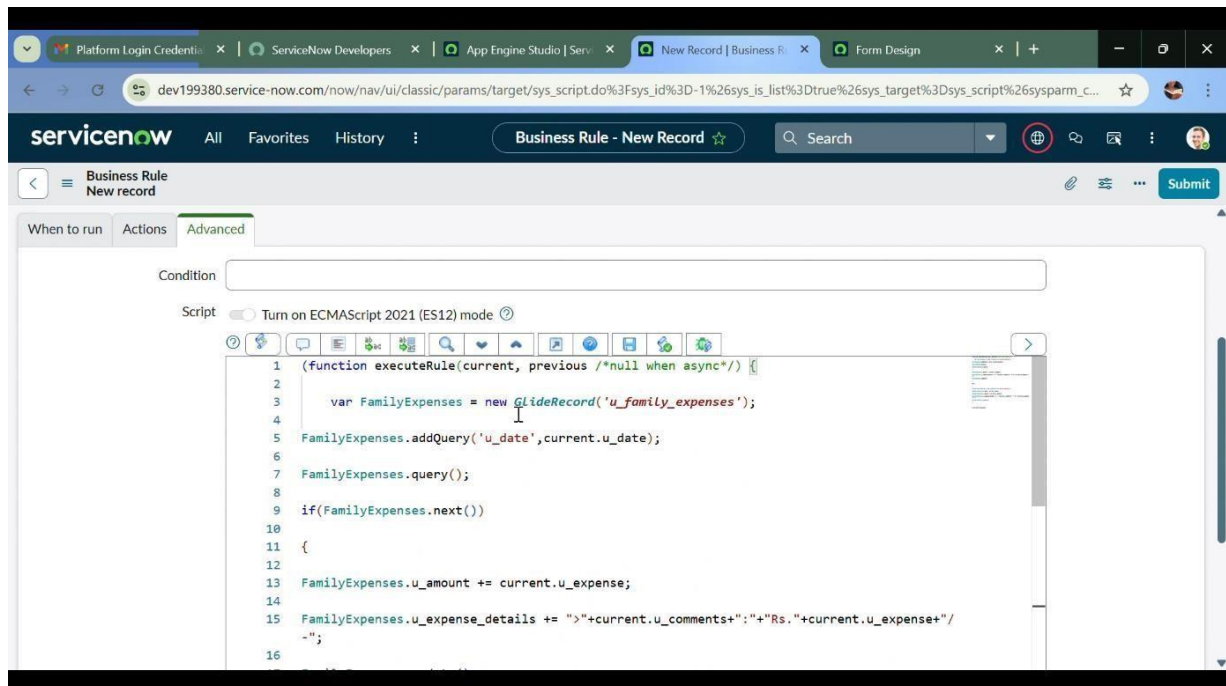 Platform Login Credentia
ServiceNow Developers
App Engine Studio | Serv
New Record | Business R
Form Design
dev199380.service-now.com/now/nav/ui/classic/params/target/sys_script.do%3Fsys_id%3D-1%26sys_is_list%3Dtrue%26sys_target%3Dsys_script%26sysparm_c...
servicenow All Favorites History Business Rule - New Record Search
Business Rule
New record
Submit
When to run Actions Advanced
Condition
Script Turn on ECMAScript 2021 (ES12) mode
1 (function executeRule(current, previous /*null when async*/) {
2
3 var FamilyExpenses = new GlideRecord('u_family_expenses');
4
5 FamilyExpenses.addQuery('u_date',current.u_date);
6
7 FamilyExpenses.query();
8
9 if(FamilyExpenses.next())
10
11 {
12
13 FamilyExpenses.u_amount += current.u_expense;
14
15 FamilyExpenses.u_expense_details += ">"+current.u_comments+":"+"Rs."+current.u_expense+"/
-";
16